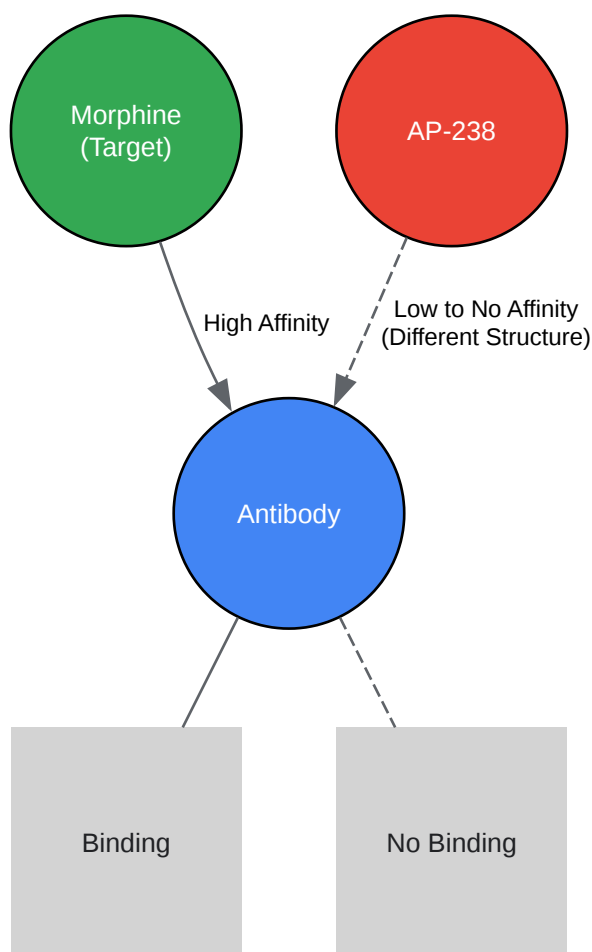 Morphine
(Target)
AP-238
High Affinity
Low to No Affinity
(Different Structure)
Antibody
Binding
No Binding